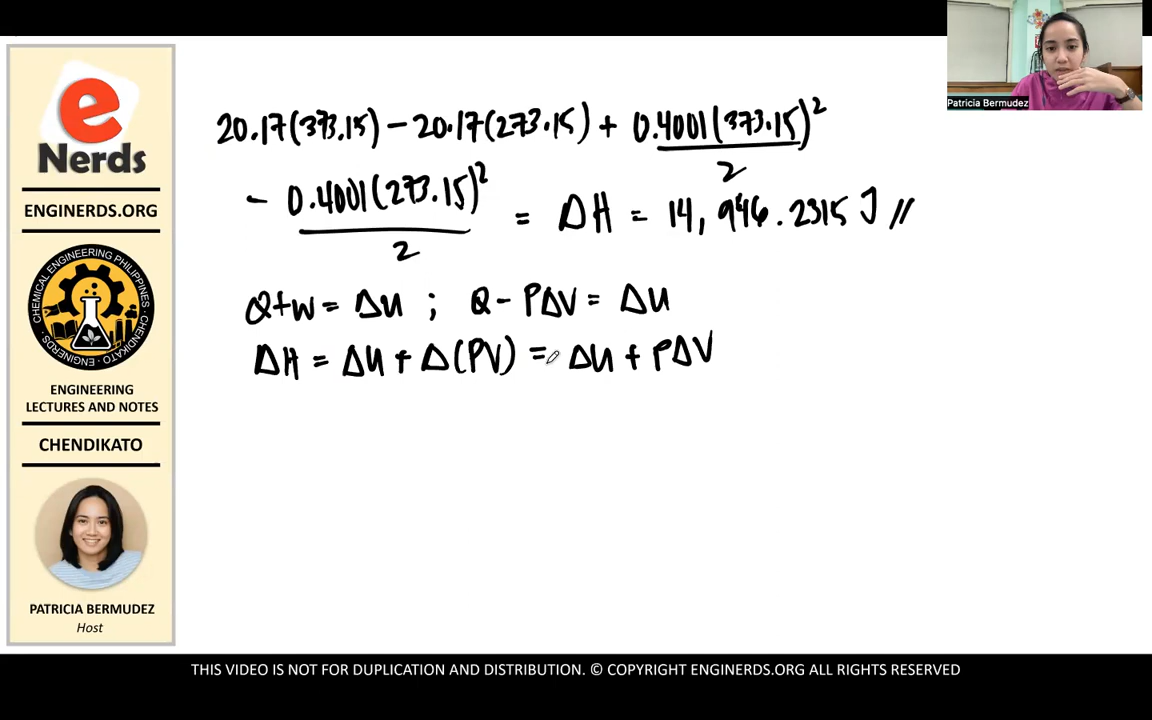 Patricia Bermudez
e
Nerds
ENGINERDS.ORG
CHEMICAL ENGINEERING PHILIPPINES
CHENDIKATO ENGINERDS
ENGINEERING
LECTURES AND NOTES
CHENDIKATO
PATRICIA BERMUDEZ
Host
20.17(373.15) - 20.17(273.15) + 0.4001(373.15)²
2
- 0.4001(273.15)² = ΔH = 14,946.2315 J //
2
Q+W = ΔU ; Q - PΔV = ΔU
ΔH = ΔU + Δ(PV) = ΔU + PΔV
THIS VIDEO IS NOT FOR DUPLICATION AND DISTRIBUTION. © COPYRIGHT ENGINERDS.ORG ALL RIGHTS RESERVED